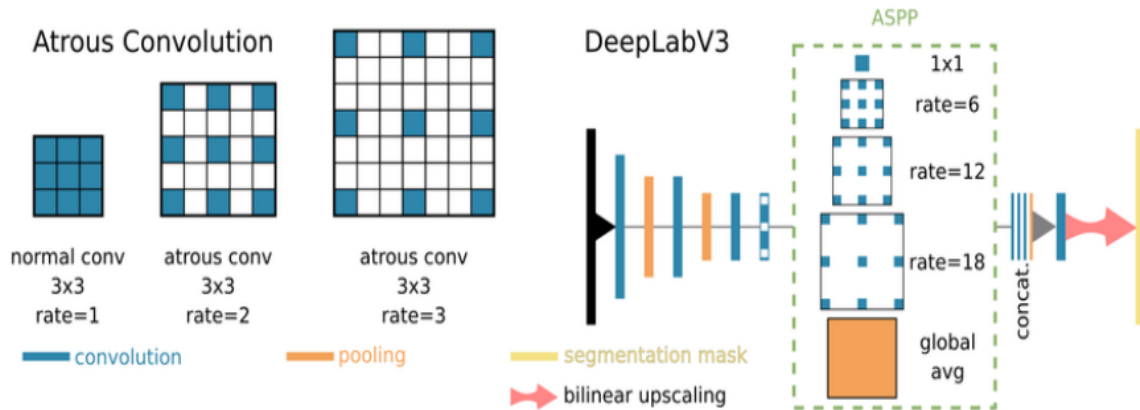 Atrous Convolution
normal conv
3x3
rate=1
atrous conv
3x3
rate=2
atrous conv
3x3
rate=3
DeepLabV3
ASPP
1x1
rate=6
rate=12
rate=18
global
avg
concat.
convolution
pooling
segmentation mask
bilinear upscaling